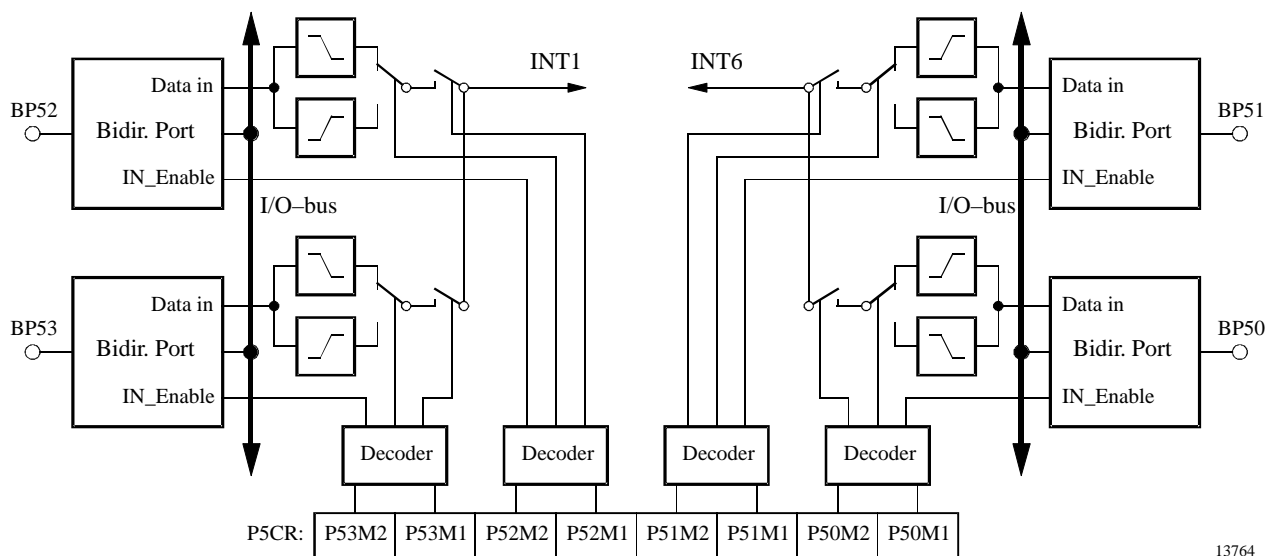 INT1 INT6
Data in Data in
BP52 BP51
Bidir. Port Bidir. Port
IN_Enable IN_Enable
I/O–bus I/O–bus
Data in Data in
BP53 BP50
Bidir. Port Bidir. Port
IN_Enable IN_Enable
Decoder Decoder Decoder Decoder
P5CR: P53M2 P53M1 P52M2 P52M1 P51M2 P51M1 P50M2 P50M1
13764